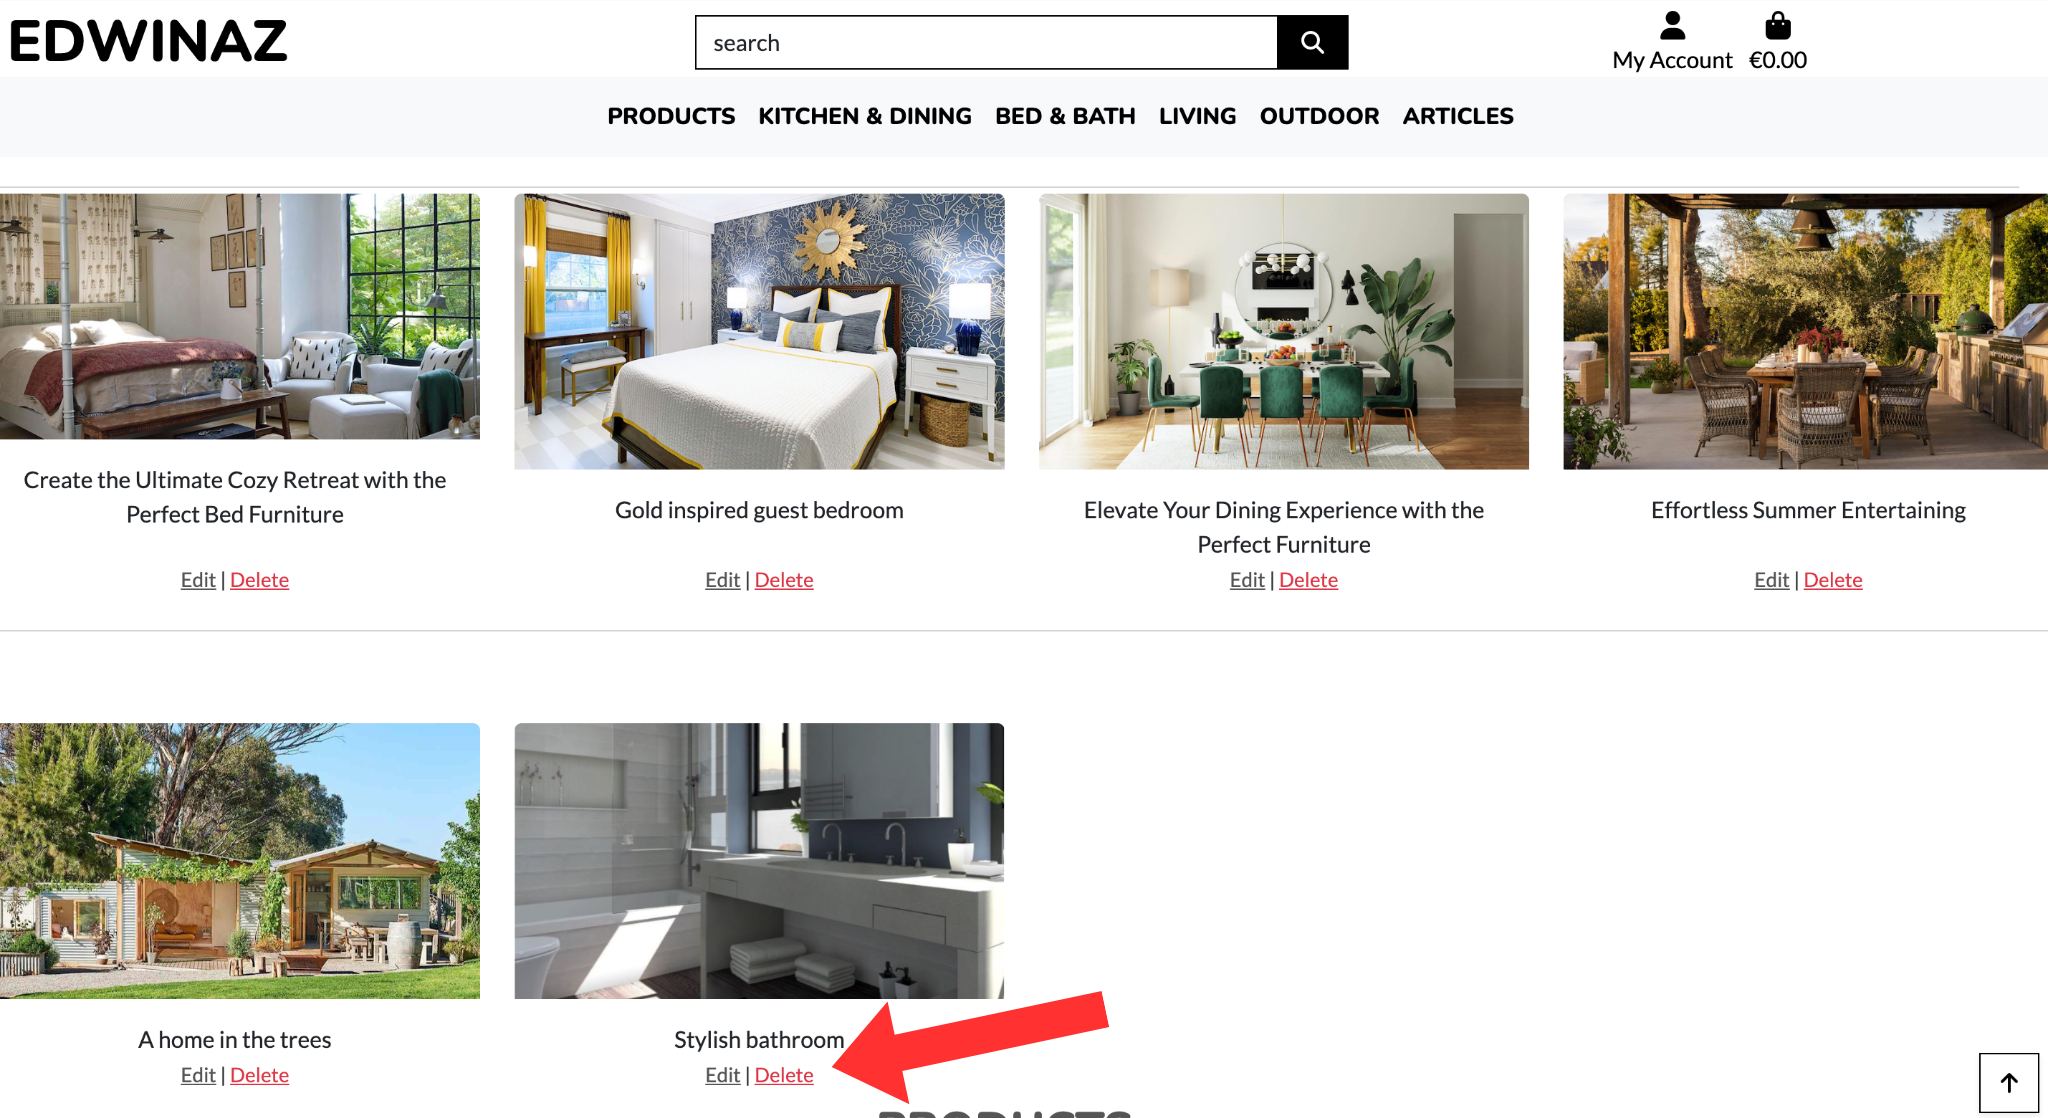 EDWINAZ
search
My Account €0.00
PRODUCTS KITCHEN & DINING BED & BATH LIVING OUTDOOR ARTICLES
Create the Ultimate Cozy Retreat with the
Perfect Bed Furniture
Edit | Delete
Gold inspired guest bedroom
Edit | Delete
Elevate Your Dining Experience with the
Perfect Furniture
Edit | Delete
Effortless Summer Entertaining
Edit | Delete
A home in the trees
Edit | Delete
Stylish bathroom
Edit | Delete
PRODUCTS